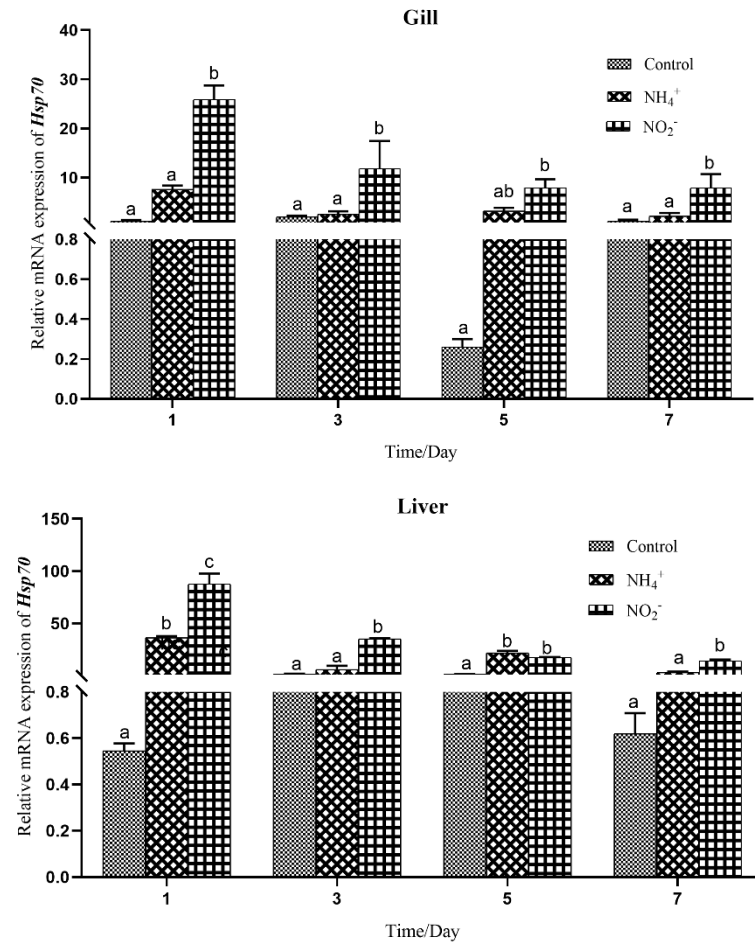 Gill
Relative mRNA expression of Hsp70
40
30
20
10
0.8
0.6
0.4
0.2
0.0
Control
NH₄⁺
NO₂⁻
a a b
a a b
a ab b
a a b
1 3 5 7
Time/Day
Liver
Relative mRNA expression of Hsp70
150
100
50
0.8
0.6
0.4
0.2
0.0
Control
NH₄⁺
NO₂⁻
a b c
a a b
a b b
a a b
1 3 5 7
Time/Day